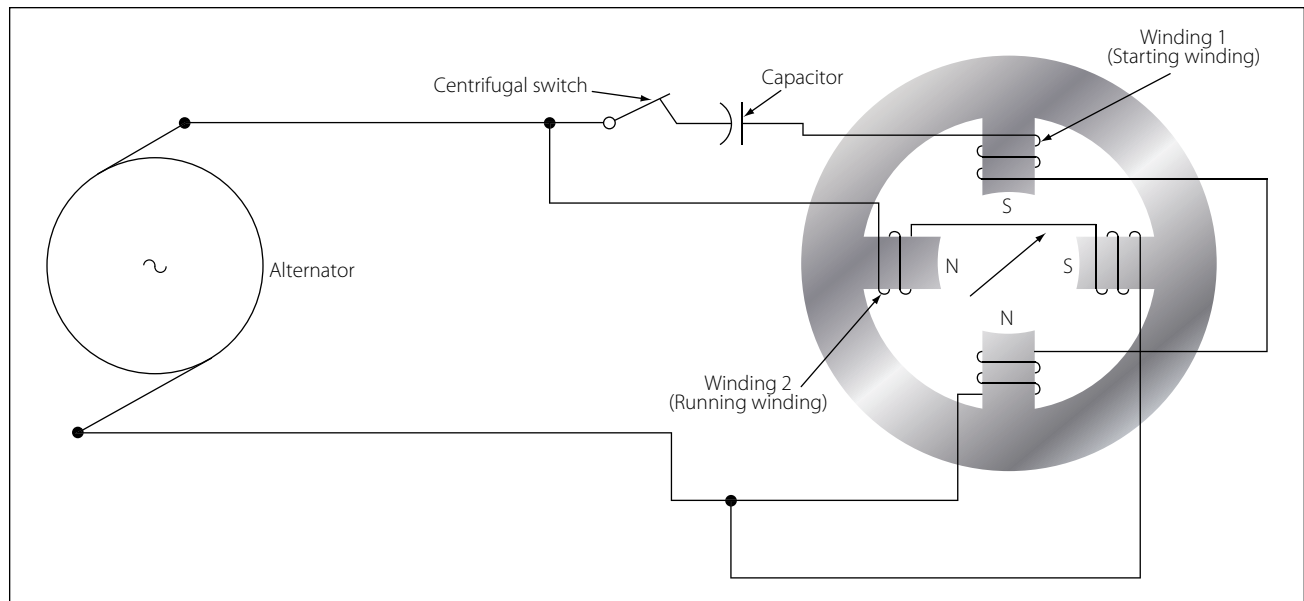 Winding 1
(Starting winding)
Capacitor
Centrifugal switch
S
Alternator
N
S
N
Winding 2
(Running winding)